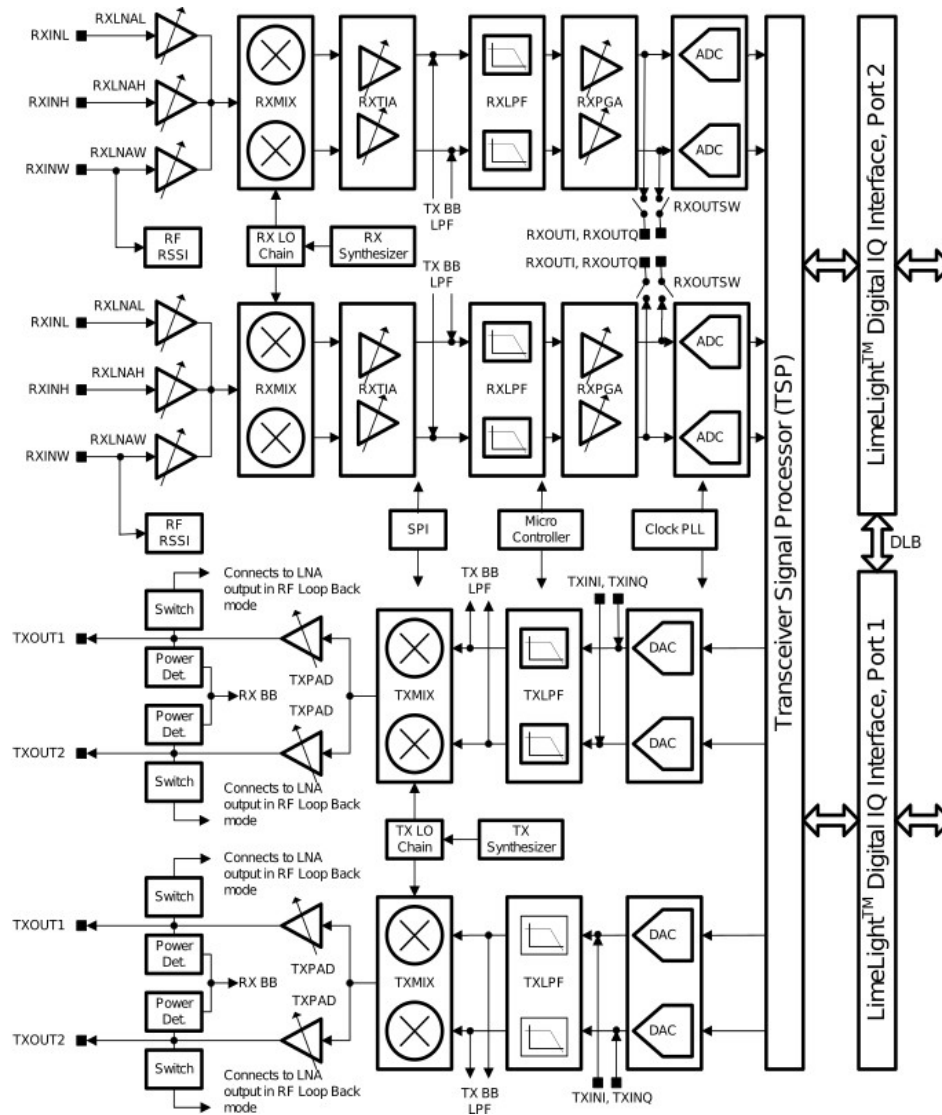 RXINL
RXLNAL
RXINH
RXLNAH
RXINW
RXLNAW
RF
RSSI
RXMIX
RXTIA
RXLPF
RXPGA
ADC
ADC
TX BB
LPF
RX LO
Chain
RX
Synthesizer
RXOUTSW
RXOUTI, RXOUTQ
RXOUTI, RXOUTQ
RXOUTSW
TX BB
LPF
RXINL
RXLNAL
RXINH
RXLNAH
RXINW
RXLNAW
RF
RSSI
RXMIX
RXTIA
RXLPF
RXPGA
ADC
ADC
SPI
Micro
Controller
Clock PLL
Connects to LNA
output in RF Loop Back
mode
Switch
TXOUT1
Power
Det.
TXPAD
RX BB
Power
Det.
TXPAD
TXOUT2
Switch
Connects to LNA
output in RF Loop Back
mode
TXMIX
TX BB
LPF
TXLPF
TXINI, TXINQ
DAC
DAC
TX LO
Chain
TX
Synthesizer
Connects to LNA
output in RF Loop Back
mode
Switch
TXOUT1
Power
Det.
TXPAD
RX BB
Power
Det.
TXPAD
TXOUT2
Switch
Connects to LNA
output in RF Loop Back
mode
TXMIX
TX BB
LPF
TXLPF
TXINI, TXINQ
DAC
DAC
Transceiver Signal Processor (TSP)
LimeLight™ Digital IQ Interface, Port 2
DLB
LimeLight™ Digital IQ Interface, Port 1